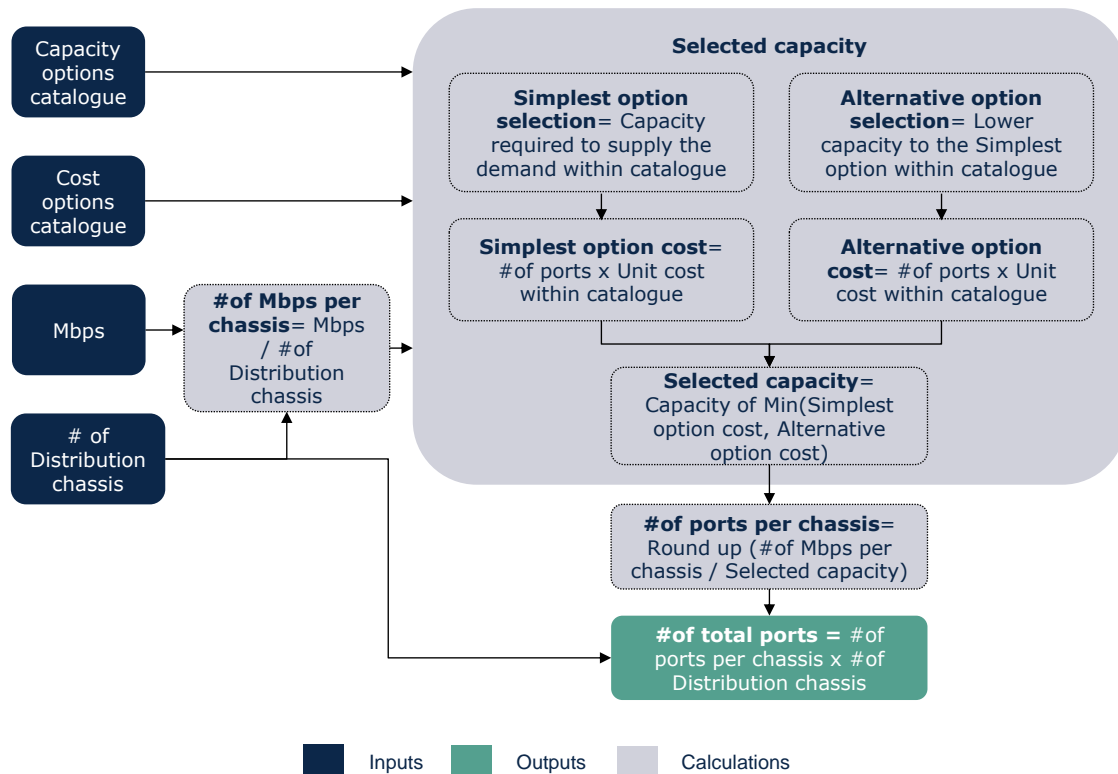 Capacity
options
catalogue
Cost
options
catalogue
Mbps
# of
Distribution
chassis
#of Mbps per
chassis= Mbps
/ #of
Distribution
chassis
Selected capacity
Simplest option
selection= Capacity
required to supply the
demand within catalogue
Alternative option
selection= Lower
capacity to the Simplest
option within catalogue
Simplest option cost=
#of ports x Unit cost
within catalogue
Alternative option
cost= #of ports x Unit
cost within catalogue
Selected capacity=
Capacity of Min(Simplest
option cost, Alternative
option cost)
#of ports per chassis=
Round up (#of Mbps per
chassis / Selected capacity)
#of total ports = #of
ports per chassis x #of
Distribution chassis
Inputs
Outputs
Calculations